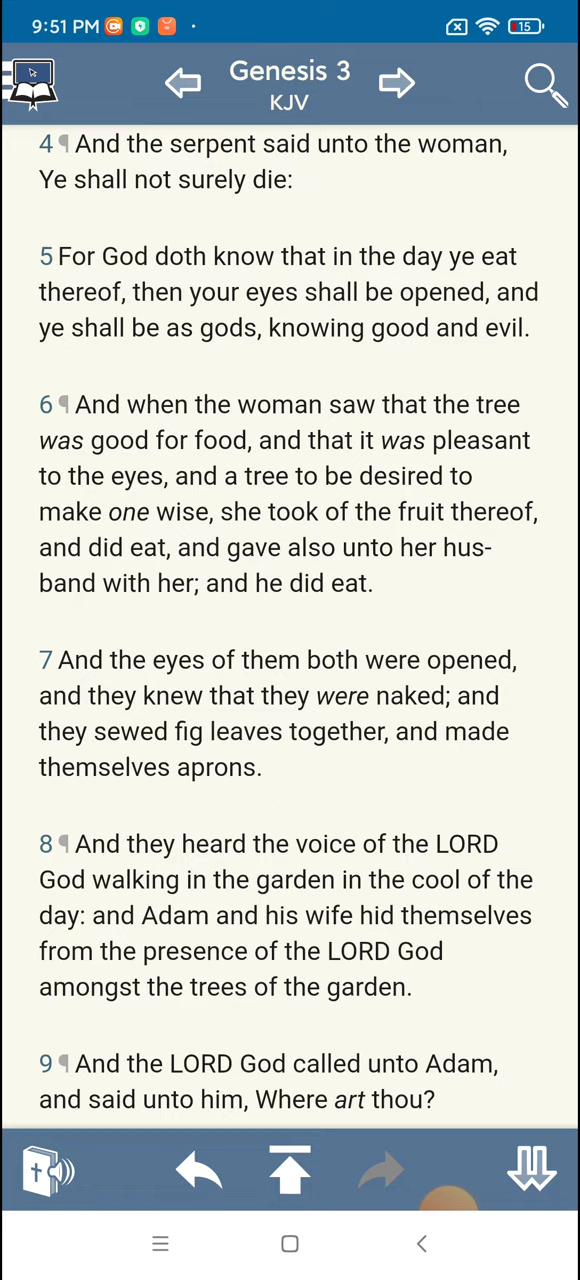 9:51 PM
15
Genesis 3
KJV
4 ¶ And the serpent said unto the woman,
Ye shall not surely die:
5 For God doth know that in the day ye eat
thereof, then your eyes shall be opened, and
ye shall be as gods, knowing good and evil.
6 ¶ And when the woman saw that the tree
was good for food, and that it was pleasant
to the eyes, and a tree to be desired to
make one wise, she took of the fruit thereof,
and did eat, and gave also unto her hus-
band with her; and he did eat.
7 And the eyes of them both were opened,
and they knew that they were naked; and
they sewed fig leaves together, and made
themselves aprons.
8 ¶ And they heard the voice of the LORD
God walking in the garden in the cool of the
day: and Adam and his wife hid themselves
from the presence of the LORD God
amongst the trees of the garden.
9 ¶ And the LORD God called unto Adam,
and said unto him, Where art thou?